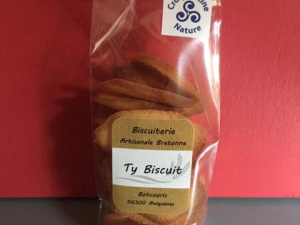 Nature
Biscuiterie
Artisanale Bretonne
Ty Biscuit
Botcouric
56300 Malguénac